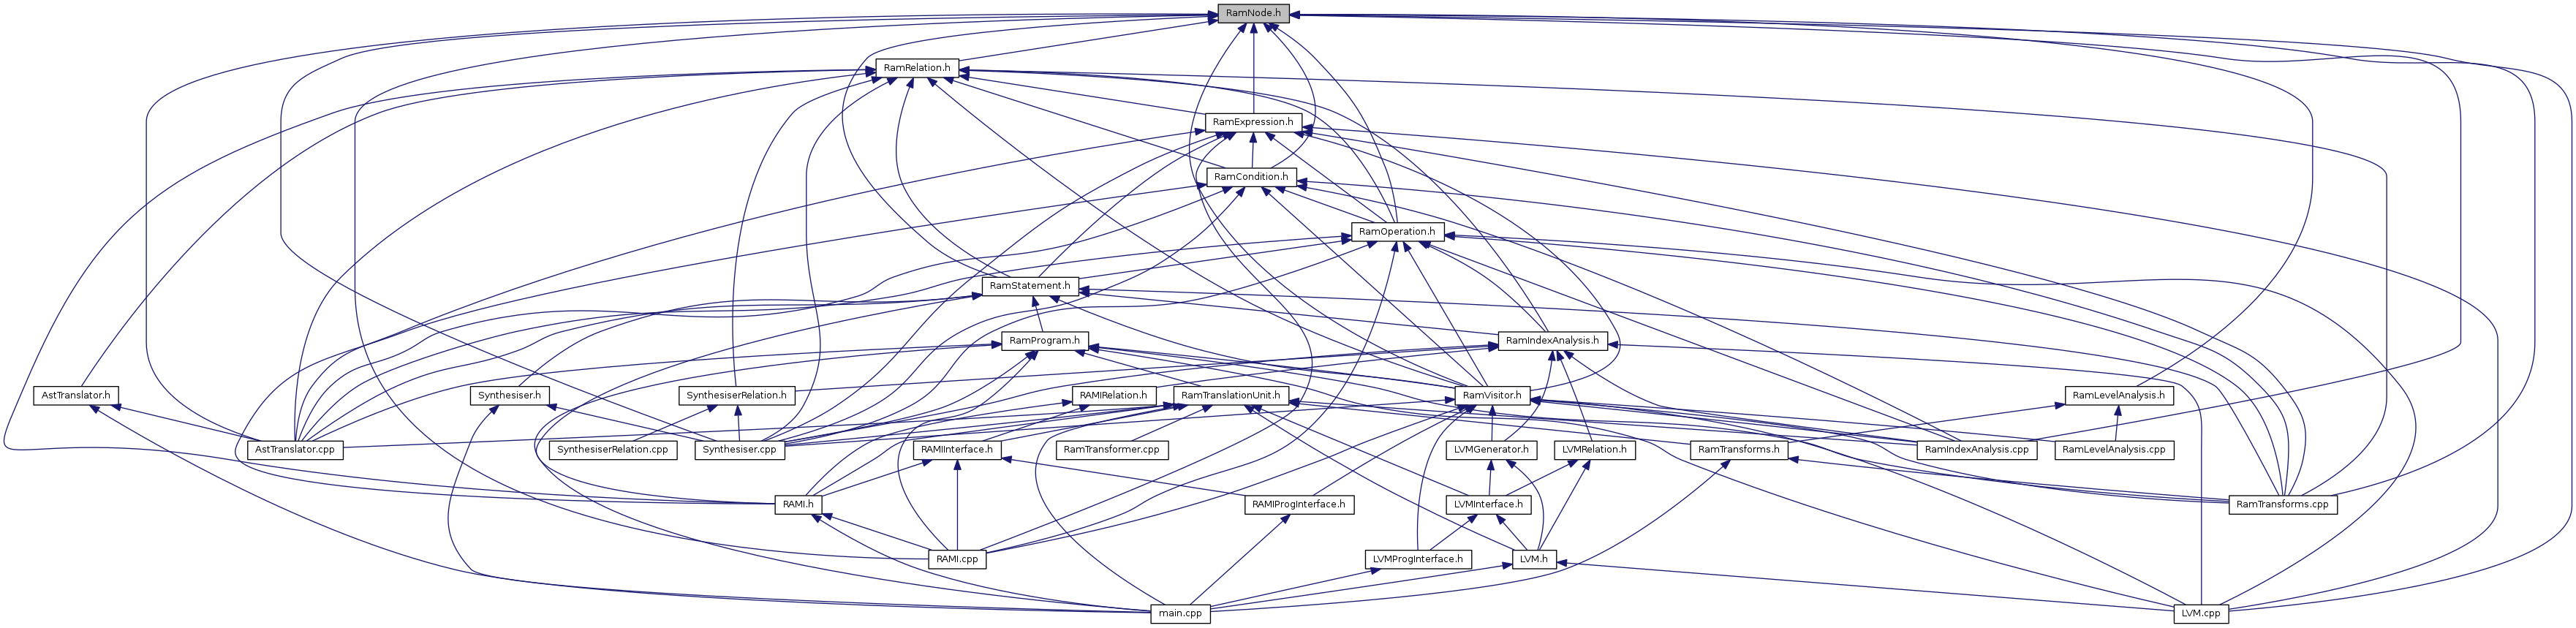 RamNode.h
RamRelation.h
RamExpression.h
RamCondition.h
RamOperation.h
RamStatement.h
RamProgram.h
RamIndexAnalysis.h
AstTranslator.h
Synthesiser.h
SynthesiserRelation.h
RAMIRelation.h
RamTranslationUnit.h
RamVisitor.h
RamLevelAnalysis.h
AstTranslator.cpp
SynthesiserRelation.cpp
Synthesiser.cpp
RAMIInterface.h
RamTransformer.cpp
LVMGenerator.h
LVMRelation.h
RamTransforms.h
RamIndexAnalysis.cpp
RamLevelAnalysis.cpp
RAMI.h
RAMIProgInterface.h
LVMInterface.h
RamTransforms.cpp
RAMI.cpp
LVMProgInterface.h
LVM.h
main.cpp
LVM.cpp